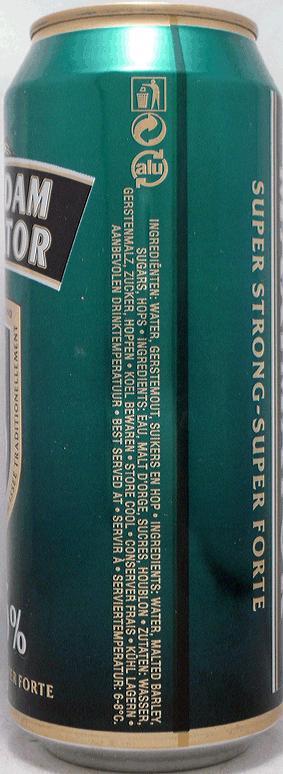 DAM
TOR
TRADITIONELLEMENT
%
ER FORTE
alu
INGREDIËNTEN: WATER, GERSTEMOUT, SUIKERS EN HOP • INGREDIENTS: WATER, MALTED BARLEY,
SUGARS, HOPS • INGREDIENTS: EAU, MALT D'ORGE, SUCRES, HOUBLON • ZUTATEN: WASSER,
GERSTENMALZ, ZUCKER, HOPFEN • KOEL BEWAREN • STORE COOL • CONSERVER FRAIS • KÜHL LAGERN •
AANBEVOLEN DRINKTEMPERATUUR • BEST SERVED AT • SERVIR À • SERVIERTEMPERATUR: 6-8°C.
SUPER STRONG-SUPER FORTE